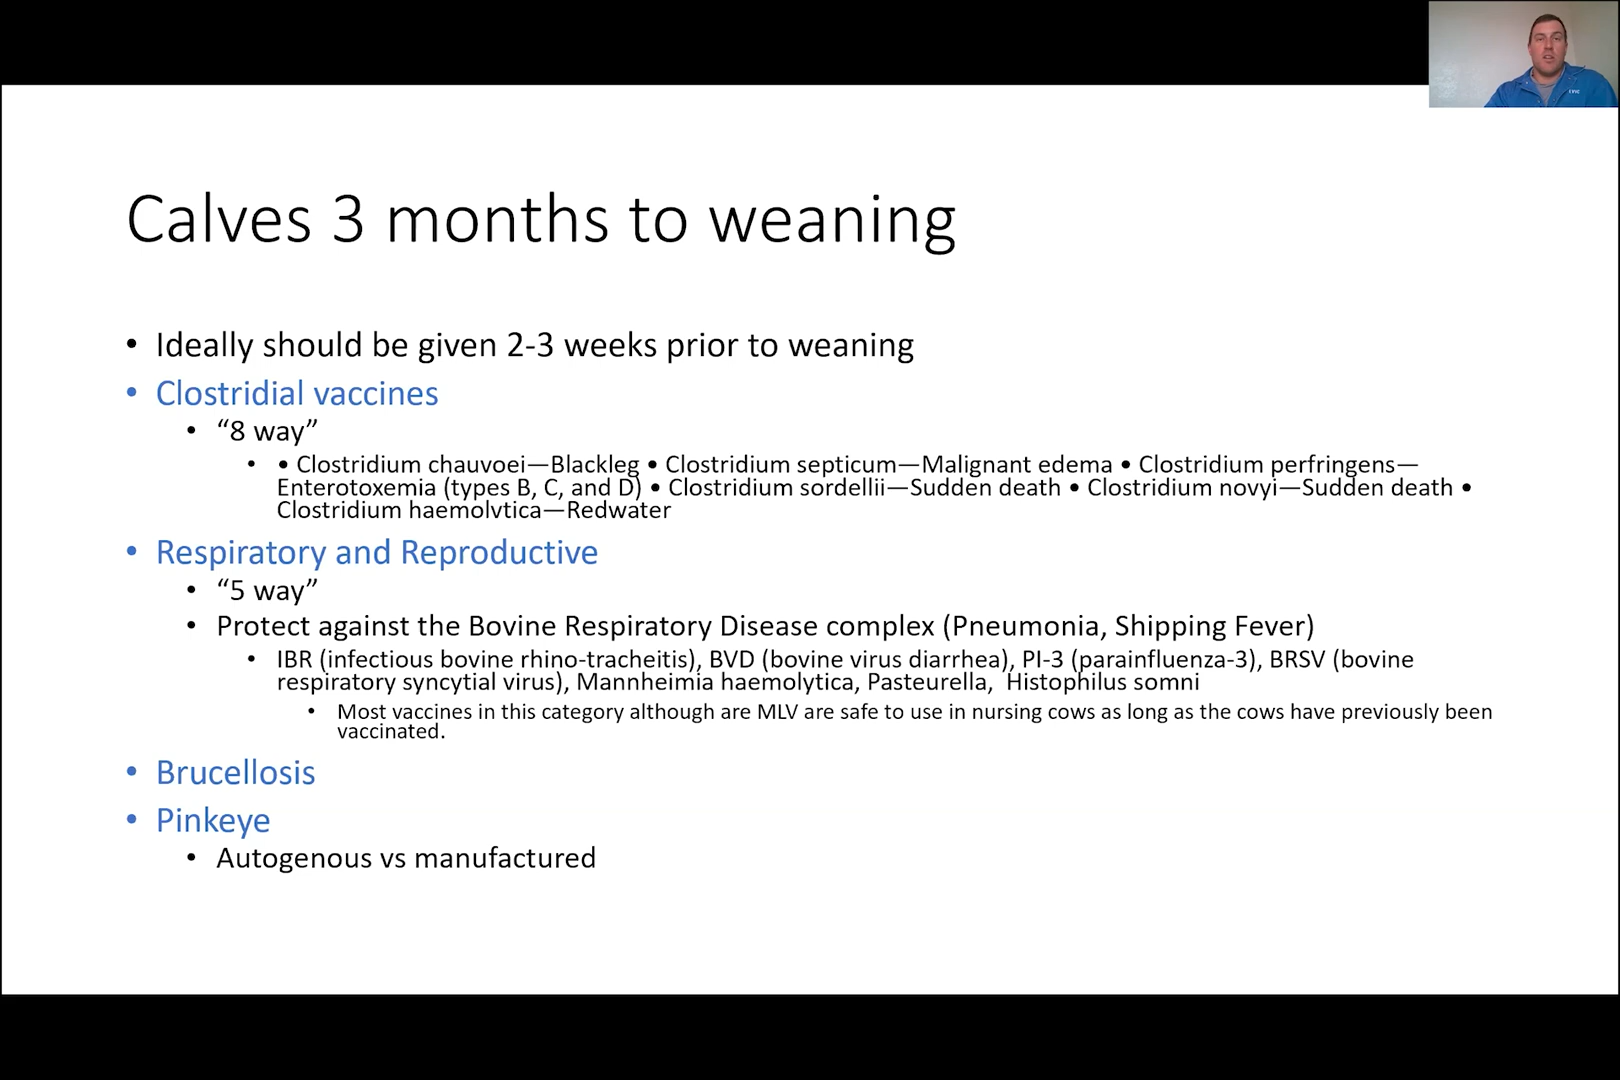 Calves 3 months to weaning
• Ideally should be given 2-3 weeks prior to weaning
• Clostridial vaccines
• “8 way”
• • Clostridium chauvoei—Blackleg • Clostridium septicum—Malignant edema • Clostridium perfringens—
Enterotoxemia (types B, C, and D) • Clostridium sordellii—Sudden death • Clostridium novyi—Sudden death •
Clostridium haemolytica—Redwater
• Respiratory and Reproductive
• “5 way”
• Protect against the Bovine Respiratory Disease complex (Pneumonia, Shipping Fever)
• IBR (infectious bovine rhino-tracheitis), BVD (bovine virus diarrhea), PI-3 (parainfluenza-3), BRSV (bovine
respiratory syncytial virus), Mannheimia haemolytica, Pasteurella, Histophilus somni
• Most vaccines in this category although are MLV are safe to use in nursing cows as long as the cows have previously been
vaccinated.
• Brucellosis
• Pinkeye
• Autogenous vs manufactured